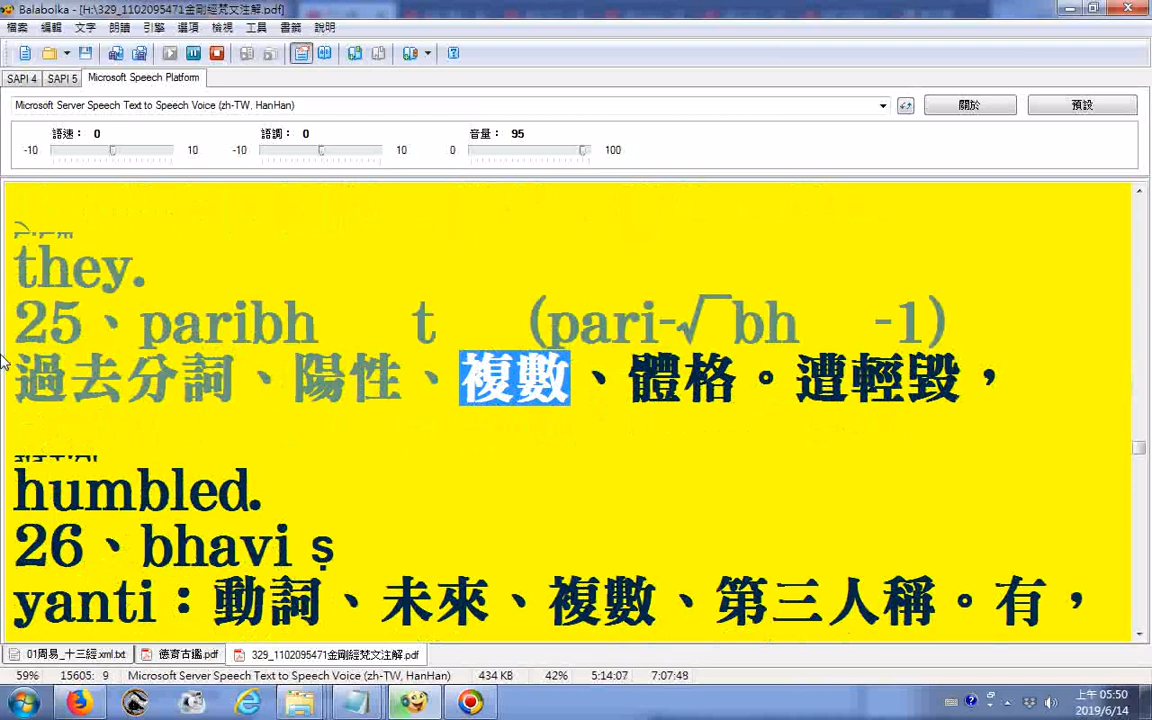 Balabolka - [H:\329_1102095471金剛經梵文注解.pdf]
檔案 編輯 文字 朗讀 引擎 選項 檢視 工具 書籤 說明
SAPI 4 SAPI 5 Microsoft Speech Platform
Microsoft Server Speech Text to Speech Voice (zh-TW, HanHan)
關於 預設
語速： 0 語調： 0 音量： 95
-10 10 -10 10 0 100
they.
25、paribh t (pari-√bh -1)
過去分詞、陽性、複數、體格。遭輕毀，
humbled.
26、bhavi ṣ
yanti：動詞、未來、複數、第三人稱。有，
01周易_十三經.xml.txt 德育古鑑.pdf 329_1102095471金剛經梵文注解.pdf
59% 15605: 9 Microsoft Server Speech Text to Speech Voice (zh-TW, HanHan) 434 KB 42% 5:14:07 7:07:48
上午 05:50
2019/6/14